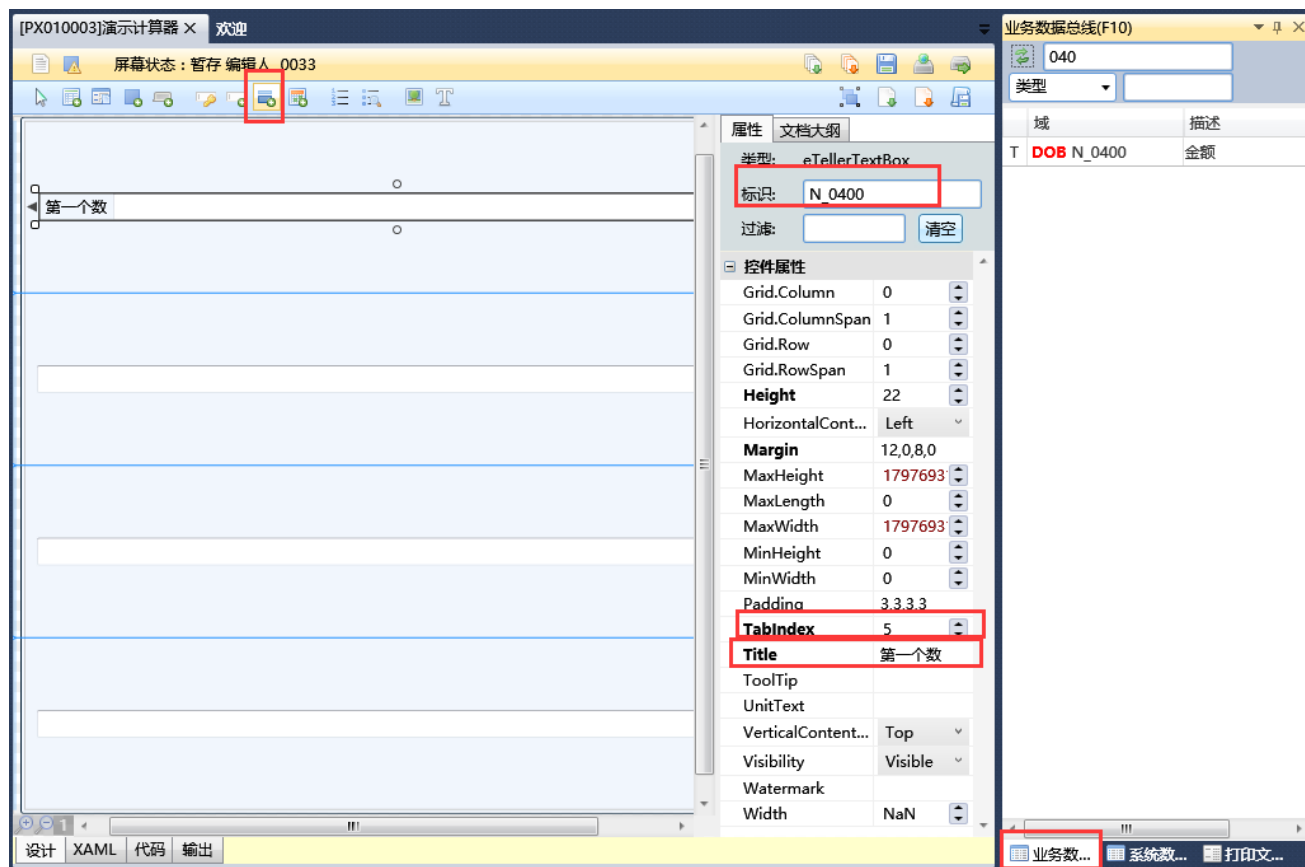 [PX010003]演示计算器
欢迎
屏幕状态：暂存 编辑人_0033
第一个数
设计
XAML
代码
输出
属性
文档大纲
类型: eTellerTextBox
标识: N_0400
过滤:
清空
控件属性
Grid.Column 0
Grid.ColumnSpan 1
Grid.Row 0
Grid.RowSpan 1
Height 22
HorizontalCont... Left
Margin 12,0,8,0
MaxHeight 1797693
MaxLength 0
MaxWidth 1797693
MinHeight 0
MinWidth 0
Padding 3,3,3,3
TabIndex 5
Title 第一个数
ToolTip
UnitText
VerticalContent... Top
Visibility Visible
Watermark
Width NaN
业务数据总线(F10)
040
类型
域 描述
T DOB N_0400 金额
业务数...
系统数...
打印文...